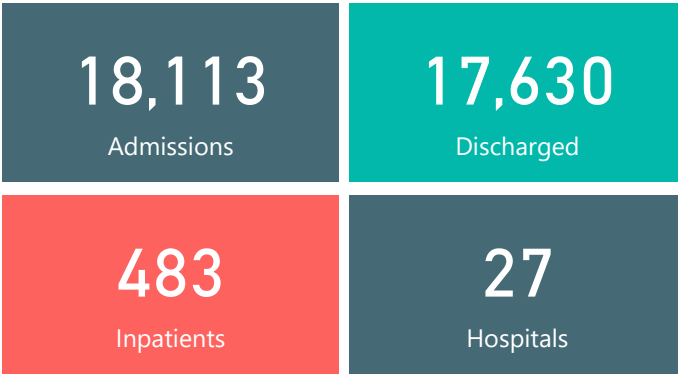 18,113
Admissions
17,630
Discharged
483
Inpatients
27
Hospitals